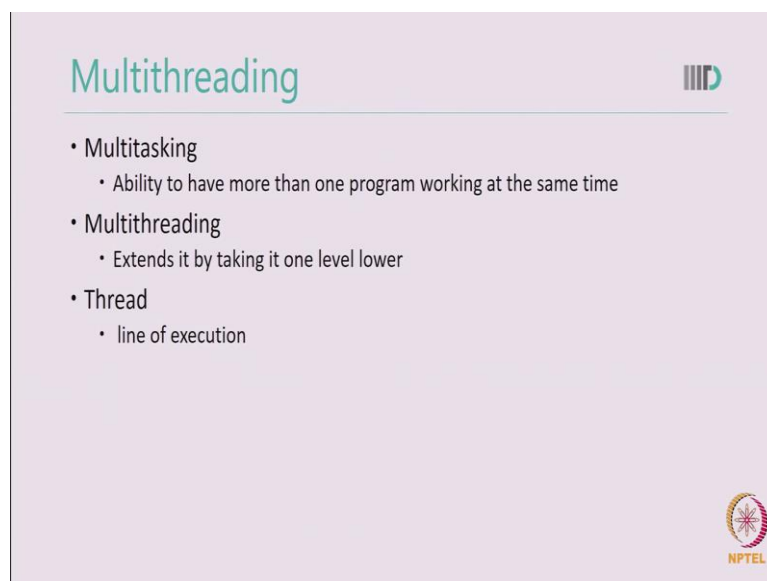 Multithreading
• Multitasking
• Ability to have more than one program working at the same time
• Multithreading
• Extends it by taking it one level lower
• Thread
• line of execution
NPTEL